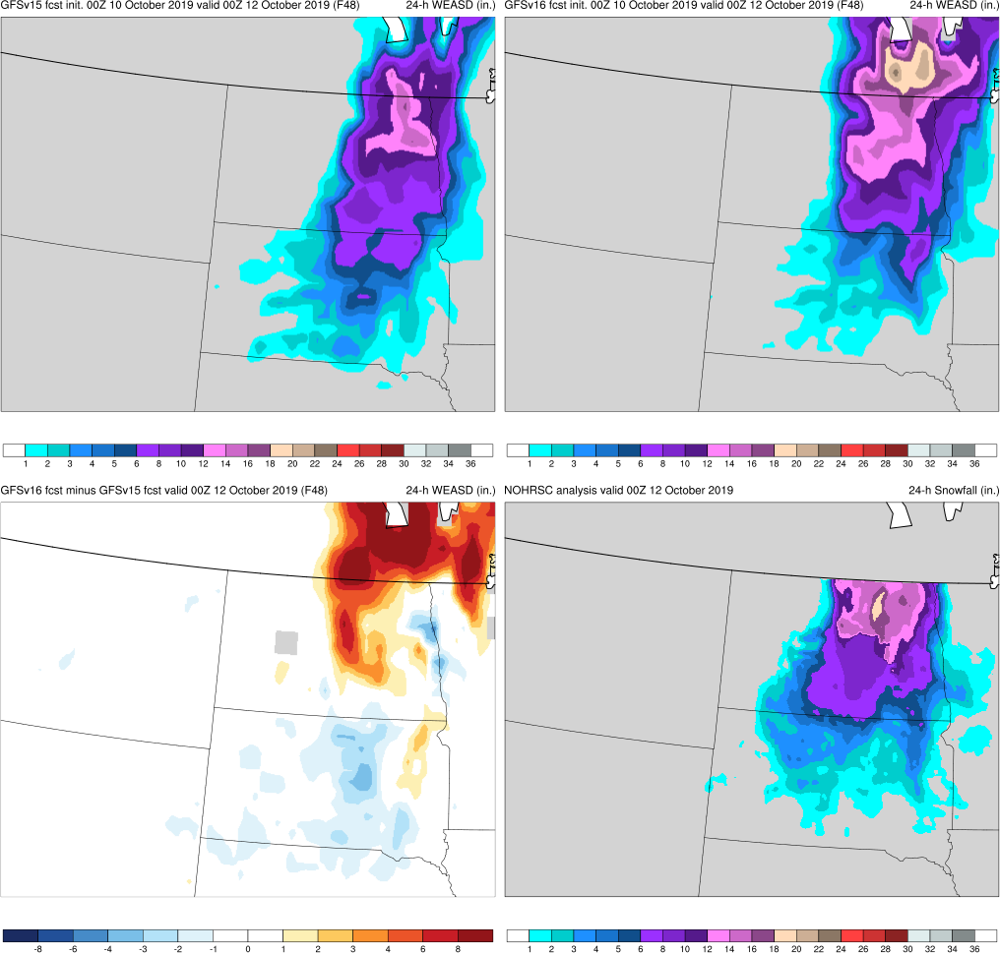 GFSv15 fcst init. 00Z 10 October 2019 valid 00Z 12 October 2019 (F48) 24-h WEASD (in.)
GFSv16 fcst init. 00Z 10 October 2019 valid 00Z 12 October 2019 (F48) 24-h WEASD (in.)
1 2 3 4 5 6 8 10 12 14 16 18 20 22 24 26 28 30 32 34 36
1 2 3 4 5 6 8 10 12 14 16 18 20 22 24 26 28 30 32 34 36
GFSv16 fcst minus GFSv15 fcst valid 00Z 12 October 2019 (F48) 24-h WEASD (in.)
NOHRSC analysis valid 00Z 12 October 2019 24-h Snowfall (in.)
-8 -6 -4 -3 -2 -1 0 1 2 3 4 6 8
1 2 3 4 5 6 8 10 12 14 16 18 20 22 24 26 28 30 32 34 36